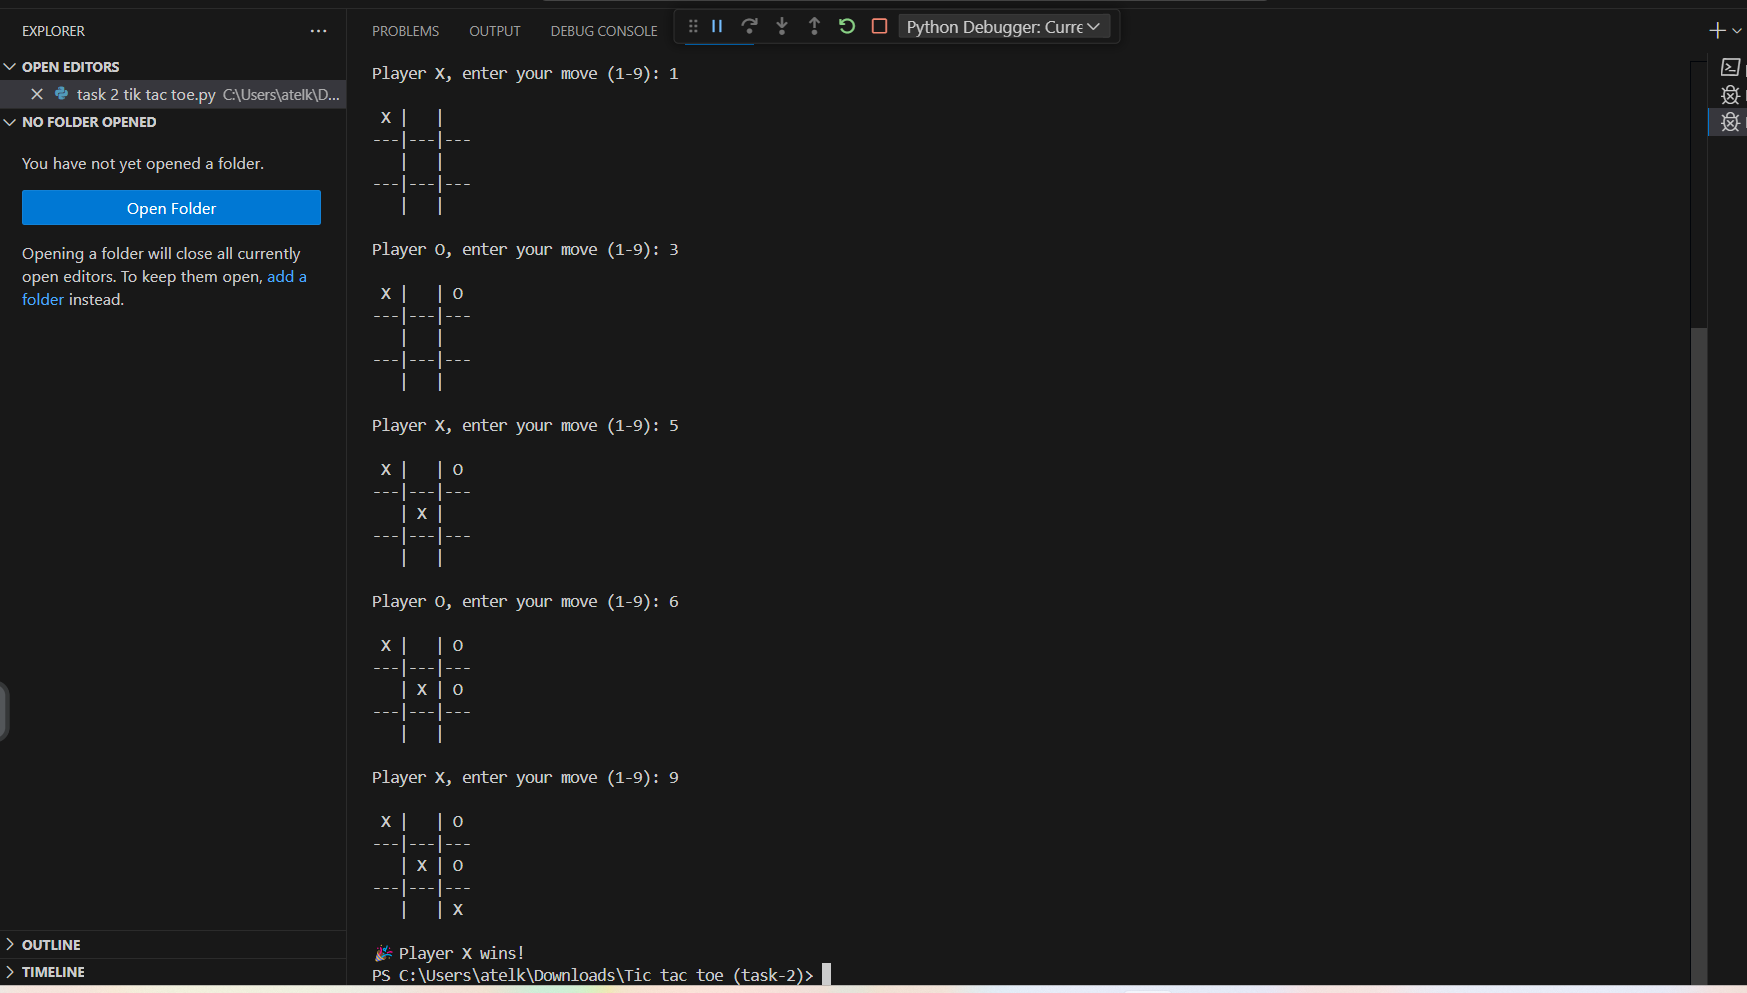 EXPLORER
OPEN EDITORS
task 2 tik tac toe.py C:\Users\atelk\D...
NO FOLDER OPENED
You have not yet opened a folder.
Open Folder
Opening a folder will close all currently
open editors. To keep them open, add a
folder instead.
OUTLINE
TIMELINE
PROBLEMS OUTPUT DEBUG CONSOLE
Python Debugger: Curre
Player X, enter your move (1-9): 1
 X |   |
---|---|---
   |   |
---|---|---
   |   |
Player O, enter your move (1-9): 3
 X |   | O
---|---|---
   |   |
---|---|---
   |   |
Player X, enter your move (1-9): 5
 X |   | O
---|---|---
   | X |
---|---|---
   |   |
Player O, enter your move (1-9): 6
 X |   | O
---|---|---
   | X | O
---|---|---
   |   |
Player X, enter your move (1-9): 9
 X |   | O
---|---|---
   | X | O
---|---|---
   |   | X
🎉 Player X wins!
PS C:\Users\atelk\Downloads\Tic tac toe (task-2)>